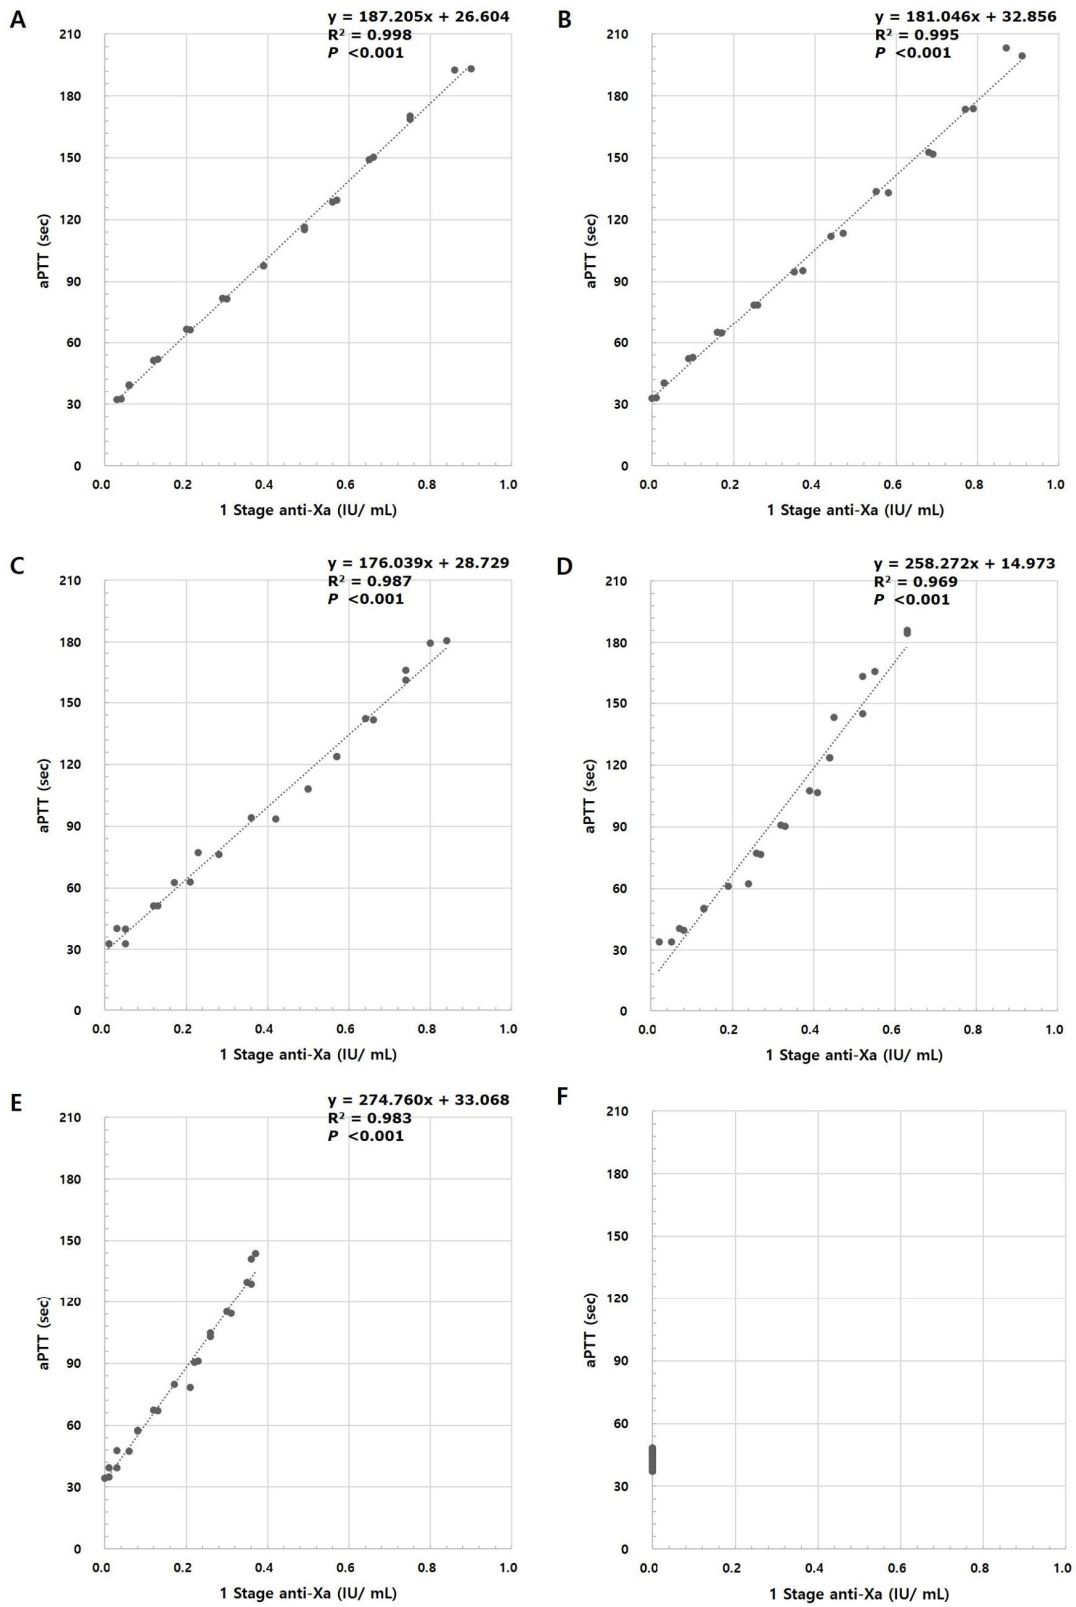 A
y = 187.205x + 26.604
R² = 0.998
P <0.001
210
180
150
120
90
60
30
0
aPTT (sec)
0.0 0.2 0.4 0.6 0.8 1.0
1 Stage anti-Xa (IU/ mL)
B
y = 181.046x + 32.856
R² = 0.995
P <0.001
210
180
150
120
90
60
30
0
aPTT (sec)
0.0 0.2 0.4 0.6 0.8 1.0
1 Stage anti-Xa (IU/ mL)
C
y = 176.039x + 28.729
R² = 0.987
P <0.001
210
180
150
120
90
60
30
0
aPTT (sec)
0.0 0.2 0.4 0.6 0.8 1.0
1 Stage anti-Xa (IU/ mL)
D
y = 258.272x + 14.973
R² = 0.969
P <0.001
210
180
150
120
90
60
30
0
aPTT (sec)
0.0 0.2 0.4 0.6 0.8 1.0
1 Stage anti-Xa (IU/ mL)
E
y = 274.760x + 33.068
R² = 0.983
P <0.001
210
180
150
120
90
60
30
0
aPTT (sec)
0.0 0.2 0.4 0.6 0.8 1.0
1 Stage anti-Xa (IU/ mL)
F
210
180
150
120
90
60
30
0
aPTT (sec)
0.0 0.2 0.4 0.6 0.8 1.0
1 Stage anti-Xa (IU/ mL)